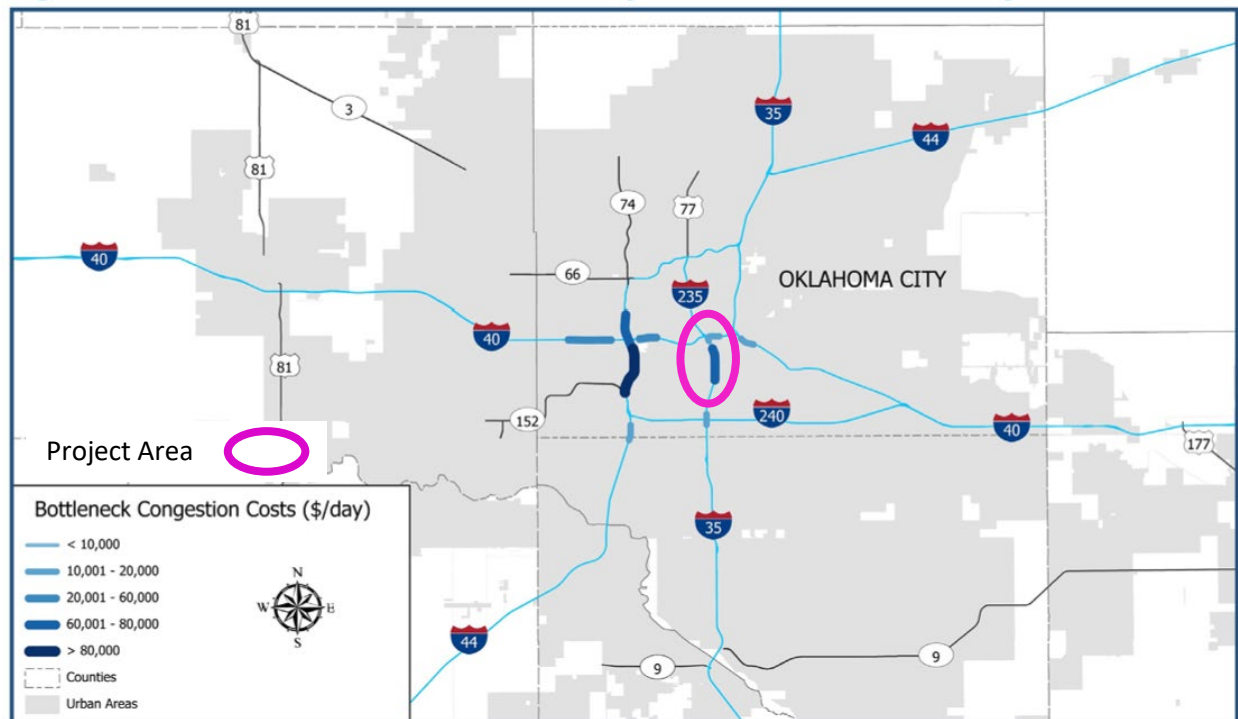 81
3
35
44
81
74
77
40
66
235
OKLAHOMA CITY
40
81
152
240
40
177
Project Area
Bottleneck Congestion Costs ($/day)
< 10,000
10,001 - 20,000
20,001 - 60,000
60,001 - 80,000
> 80,000
Counties
Urban Areas
N
W
E
S
35
44
9
9